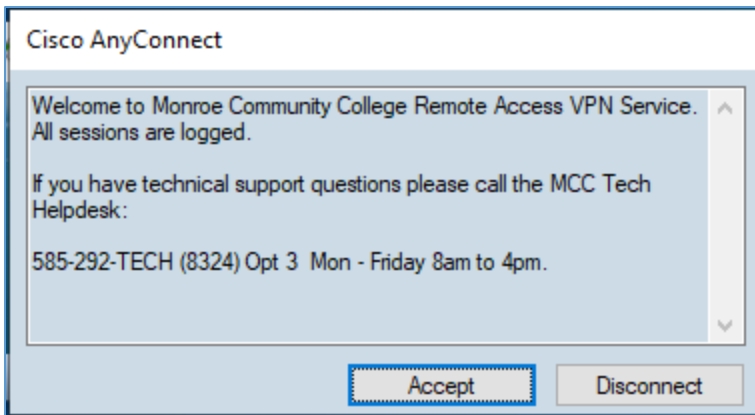 Cisco AnyConnect
Welcome to Monroe Community College Remote Access VPN Service.
All sessions are logged.
If you have technical support questions please call the MCC Tech
Helpdesk:
585-292-TECH (8324) Opt 3  Mon - Friday 8am to 4pm.
Accept
Disconnect